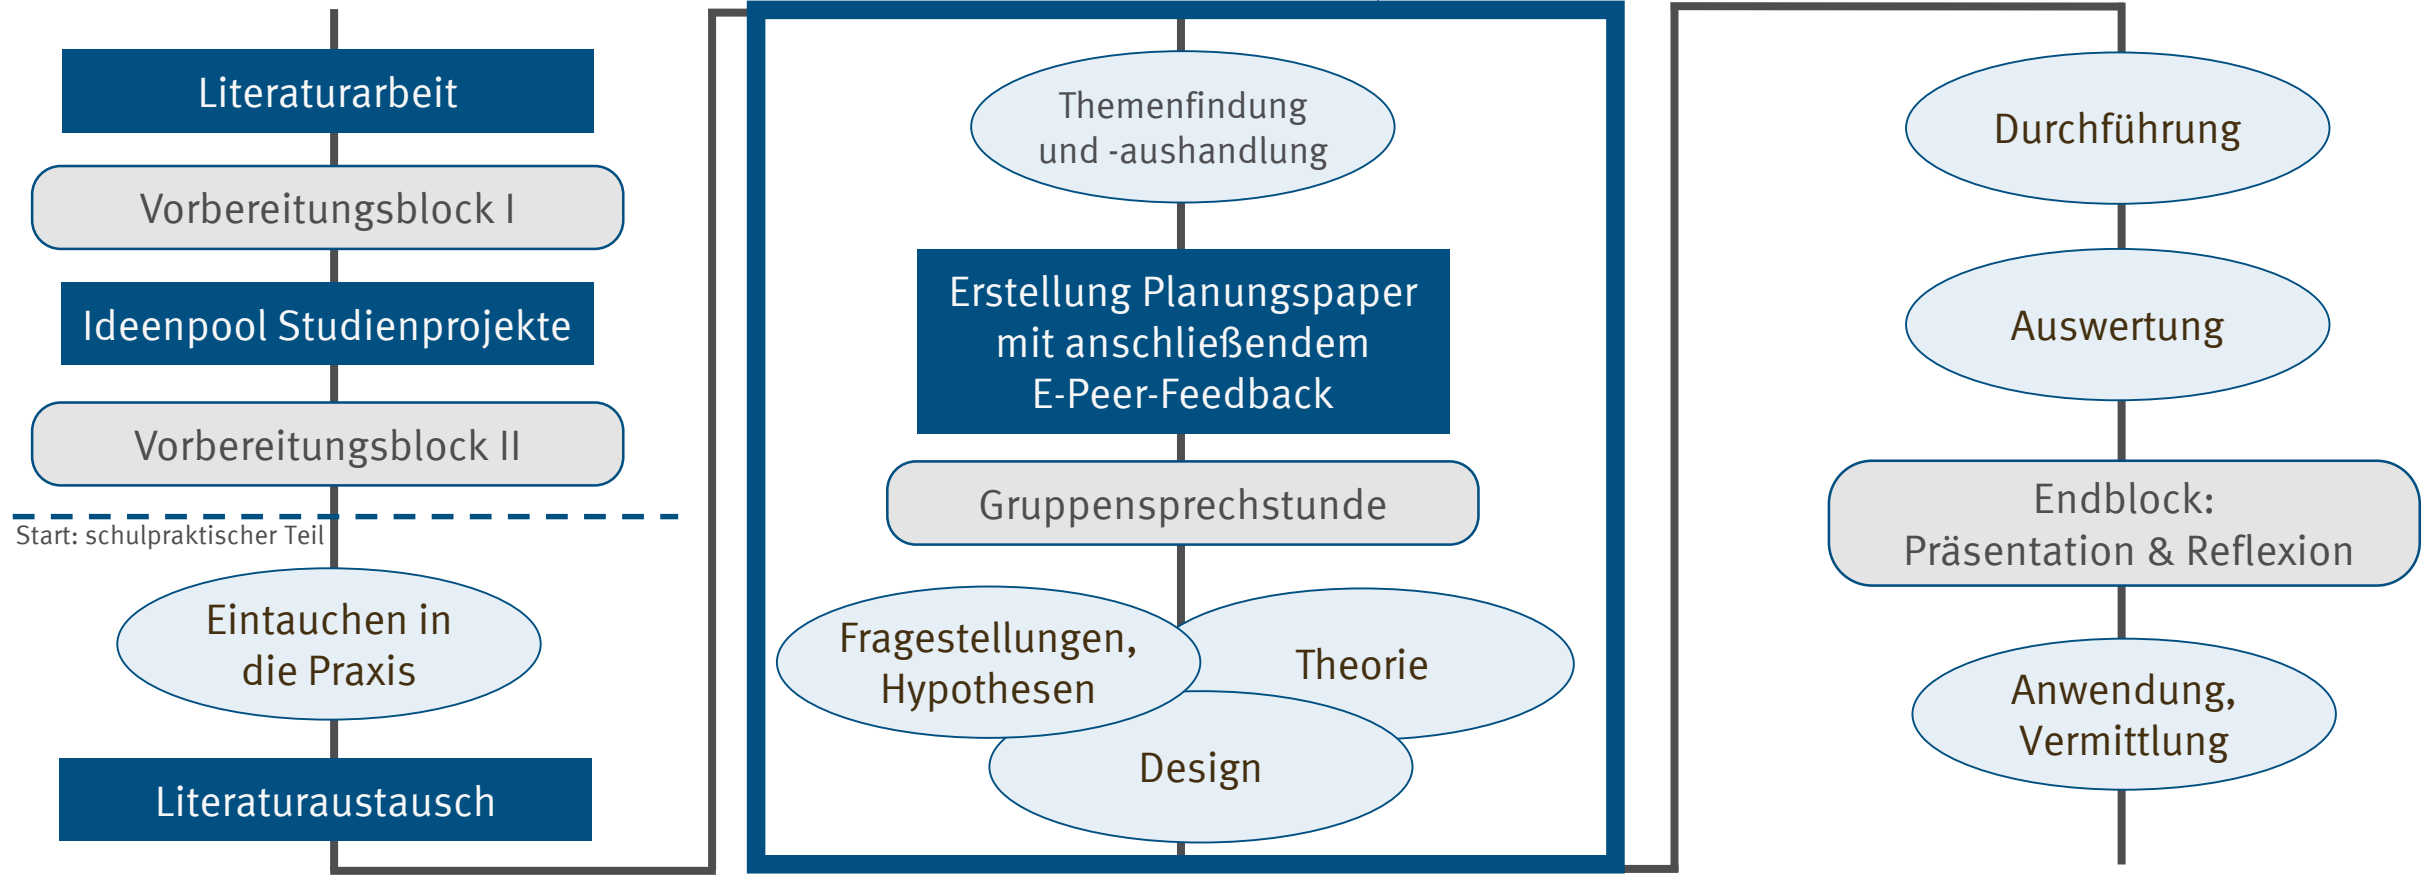 Literaturarbeit
Vorbereitungsblock I
Ideenpool Studienprojekte
Vorbereitungsblock II
Start: schulpraktischer Teil
Eintauchen in
die Praxis
Literaturaustausch
Themenfindung
und -aushandlung
Erstellung Planungspaper
mit anschließendem
E-Peer-Feedback
Gruppensprechstunde
Fragestellungen,
Hypothesen
Theorie
Design
Durchführung
Auswertung
Endblock:
Präsentation & Reflexion
Anwendung,
Vermittlung